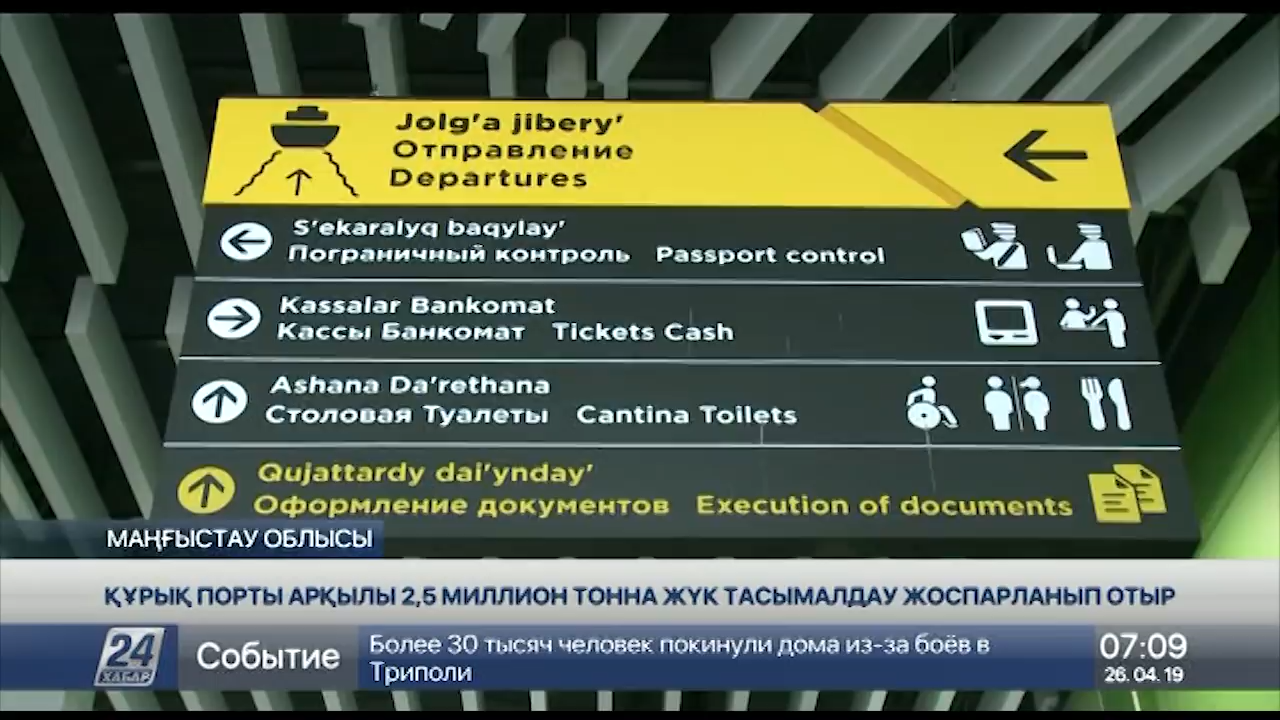 Jolg'a jibery'
Отправление
Departures
S'ekaralyq baqylay'
Пограничный контроль Passport control
Kassalar Bankomat
Кассы Банкомат Tickets Cash
Ashana Da'rethana
Столовая Туалеты Cantina Toilets
Qujattardy dai'ynday'
Оформление документов Execution of documents
МАҢҒЫСТАУ ОБЛЫСЫ
ҚҰРЫҚ ПОРТЫ АРҚЫЛЫ 2,5 МИЛЛИОН ТОННА ЖҮК ТАСЫМАЛДАУ ЖОСПАРЛАНЫП ОТЫР
24
ХАБАР
Событие
Более 30 тысяч человек покинули дома из-за боёв в
Триполи
07:09
26. 04. 19